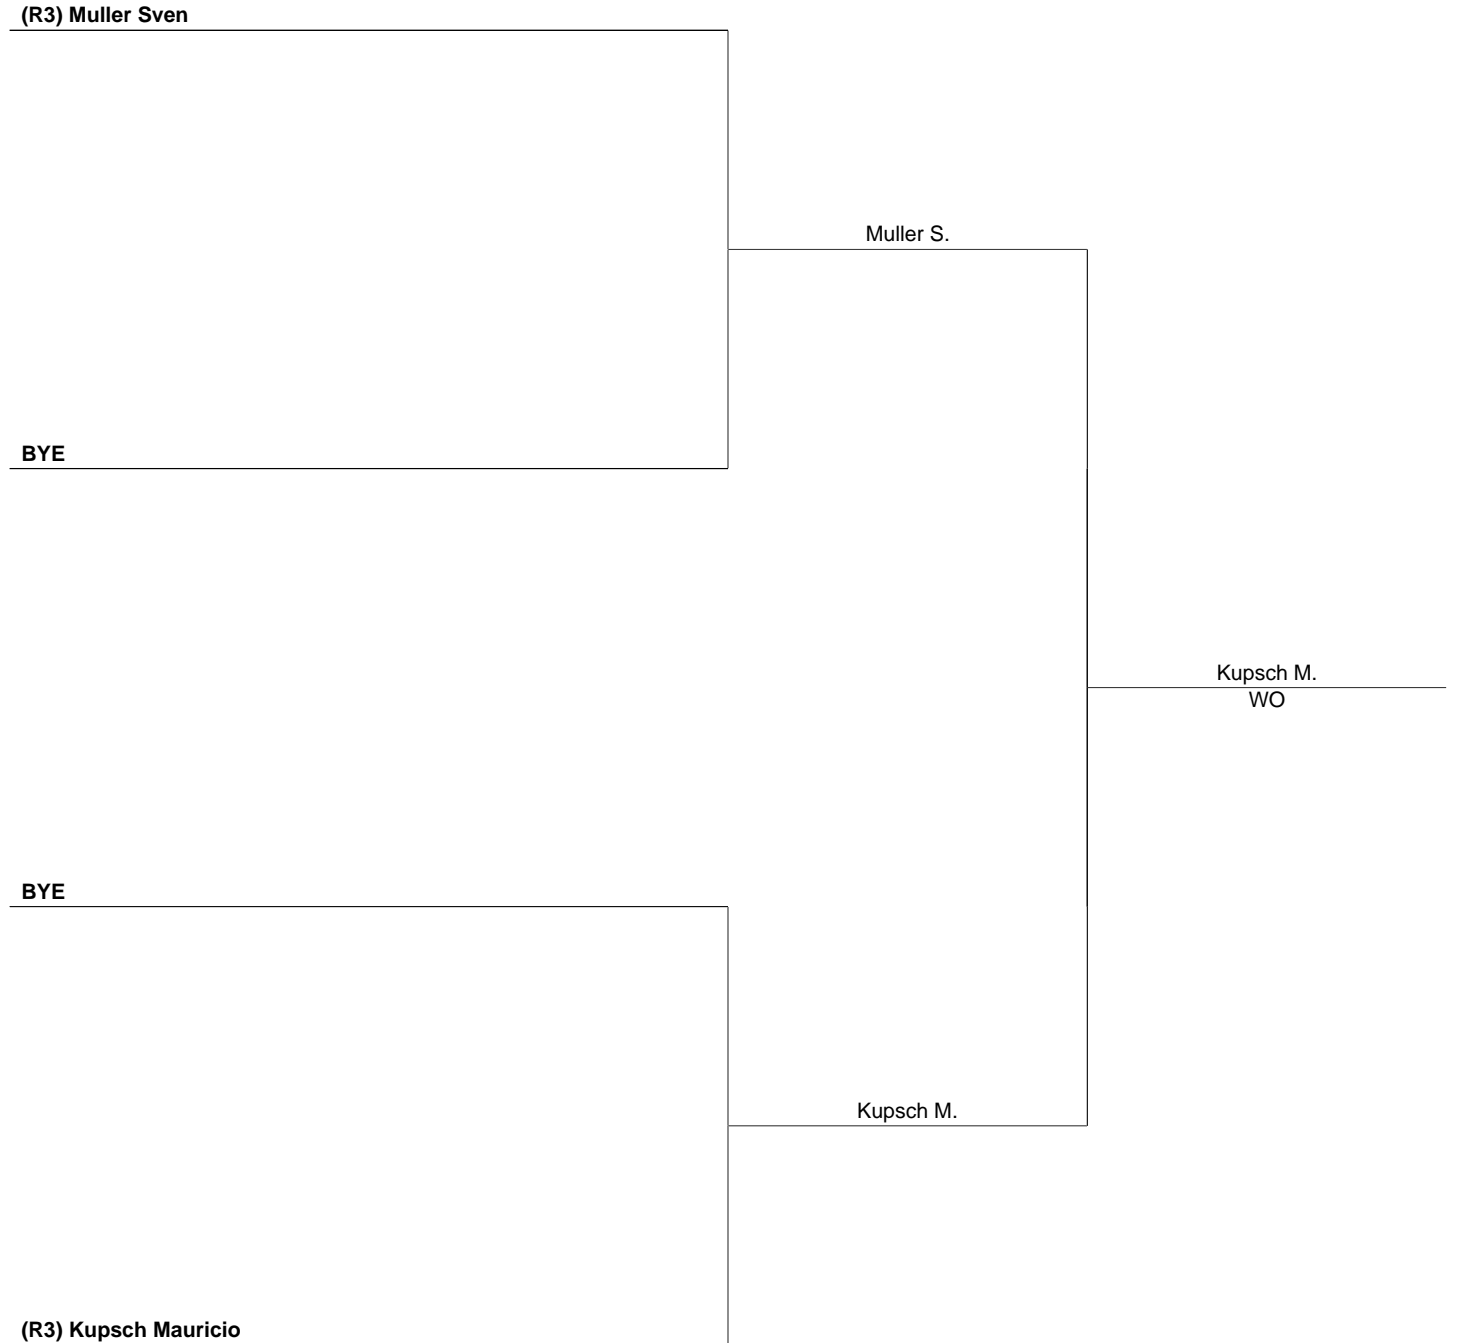 (R3) Muller Sven
Muller S.
BYE
Kupsch M.
WO
BYE
Kupsch M.
(R3) Kupsch Mauricio